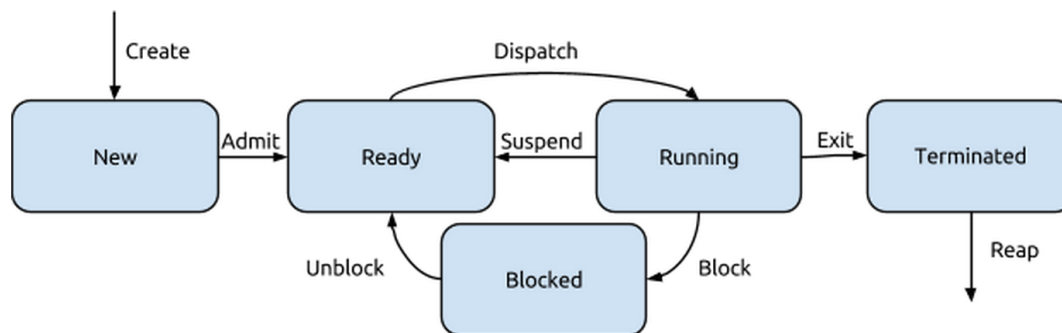 Create
Dispatch
New
Admit
Ready
Suspend
Running
Exit
Terminated
Unblock
Blocked
Block
Reap